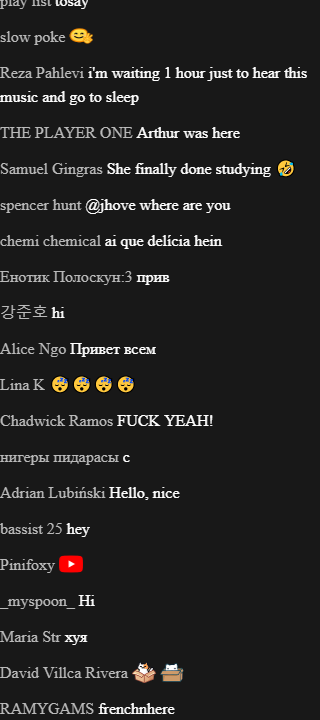 play list tosay
slow poke
Reza Pahlevi i'm waiting 1 hour just to hear this
music and go to sleep
THE PLAYER ONE Arthur was here
Samuel Gingras She finally done studying 🤣
spencer hunt @jhove where are you
chemi chemical ai que delícia hein
Енотик Полоскун:3 прив
강준호 hi
Alice Ngo Привет всем
Lina K 😴😴😴😴
Chadwick Ramos FUCK YEAH!
нигеры пидарасы с
Adrian Lubiński Hello, nice
bassist 25 hey
Pinifoxy
_myspoon_ Hi
Maria Str хуя
David Villca Rivera
RAMYGAMS frenchnhere